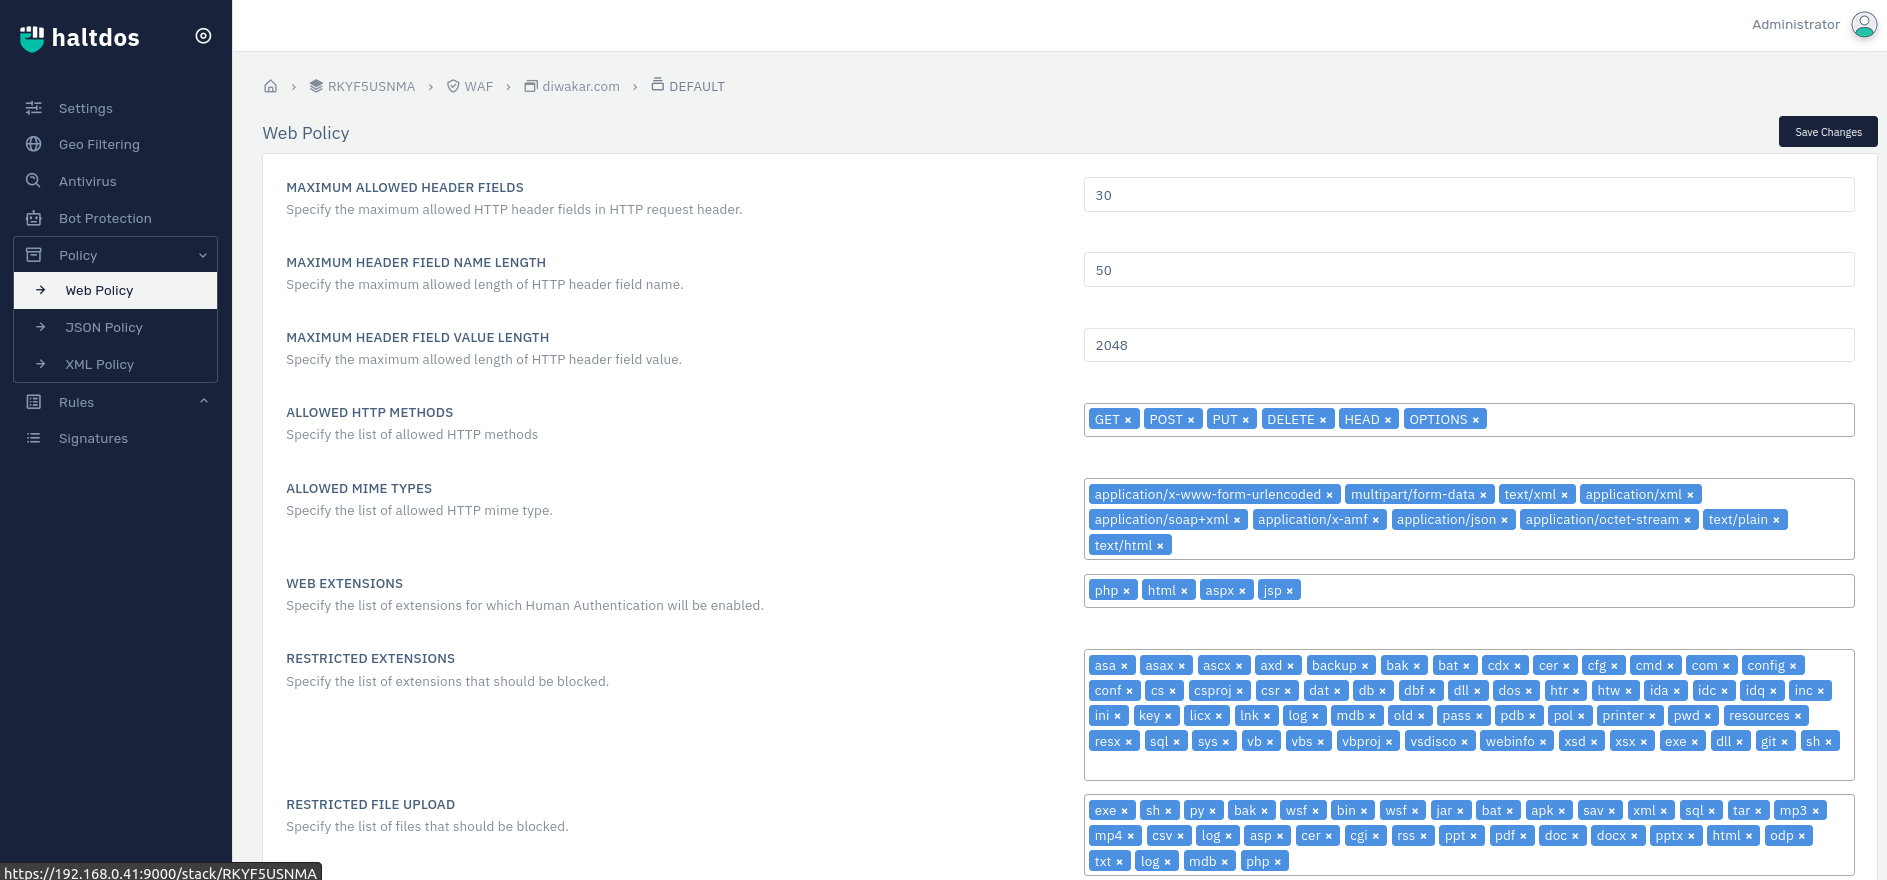 haltdos
Administrator
Settings
Geo Filtering
Antivirus
Bot Protection
Policy
Web Policy
JSON Policy
XML Policy
Rules
Signatures
RKYF5USNMA › WAF › diwakar.com › DEFAULT
Web Policy
Save Changes
MAXIMUM ALLOWED HEADER FIELDS
Specify the maximum allowed HTTP header fields in HTTP request header.
30
MAXIMUM HEADER FIELD NAME LENGTH
Specify the maximum allowed length of HTTP header field name.
50
MAXIMUM HEADER FIELD VALUE LENGTH
Specify the maximum allowed length of HTTP header field value.
2048
ALLOWED HTTP METHODS
Specify the list of allowed HTTP methods
GET × POST × PUT × DELETE × HEAD × OPTIONS ×
ALLOWED MIME TYPES
Specify the list of allowed HTTP mime type.
application/x-www-form-urlencoded × multipart/form-data × text/xml × application/xml ×
application/soap+xml × application/x-amf × application/json × application/octet-stream × text/plain ×
text/html ×
WEB EXTENSIONS
Specify the list of extensions for which Human Authentication will be enabled.
php × html × aspx × jsp ×
RESTRICTED EXTENSIONS
Specify the list of extensions that should be blocked.
asa × asax × ascx × axd × backup × bak × bat × cdx × cer × cfg × cmd × com × config ×
conf × cs × csproj × csr × dat × db × dbf × dll × dos × htr × htw × ida × idc × idq × inc ×
ini × key × licx × lnk × log × mdb × old × pass × pdb × pol × printer × pwd × resources ×
resx × sql × sys × vb × vbs × vbproj × vsdisco × webinfo × xsd × xsx × exe × dll × git × sh ×
RESTRICTED FILE UPLOAD
Specify the list of files that should be blocked.
exe × sh × py × bak × wsf × bin × wsf × jar × bat × apk × sav × xml × sql × tar × mp3 ×
mp4 × csv × log × asp × cer × cgi × rss × ppt × pdf × doc × docx × pptx × html × odp ×
txt × log × mdb × php ×
https://192.168.0.41:9000/stack/RKYF5USNMA